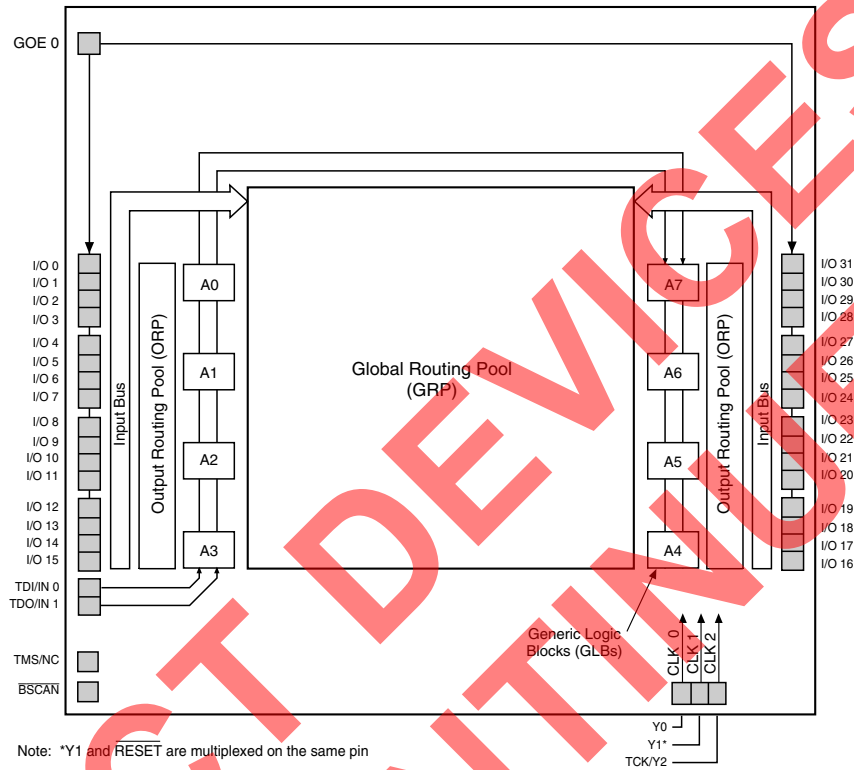 GOE 0
I/O 0
I/O 1
I/O 2
I/O 3
I/O 4
I/O 5
I/O 6
I/O 7
I/O 8
I/O 9
I/O 10
I/O 11
I/O 12
I/O 13
I/O 14
I/O 15
TDI/IN 0
TDO/IN 1
TMS/NC
BSCAN
Input Bus
Output Routing Pool (ORP)
A0
A1
A2
A3
Global Routing Pool
(GRP)
A7
A6
A5
A4
Output Routing Pool (ORP)
Input Bus
I/O 31
I/O 30
I/O 29
I/O 28
I/O 27
I/O 26
I/O 25
I/O 24
I/O 23
I/O 22
I/O 21
I/O 20
I/O 19
I/O 18
I/O 17
I/O 16
Generic Logic
Blocks (GLBs)
CLK 0
CLK 1
CLK 2
Y0
Y1*
TCK/Y2
Note: *Y1 and RESET are multiplexed on the same pin
CT DEVICES
NTINUE